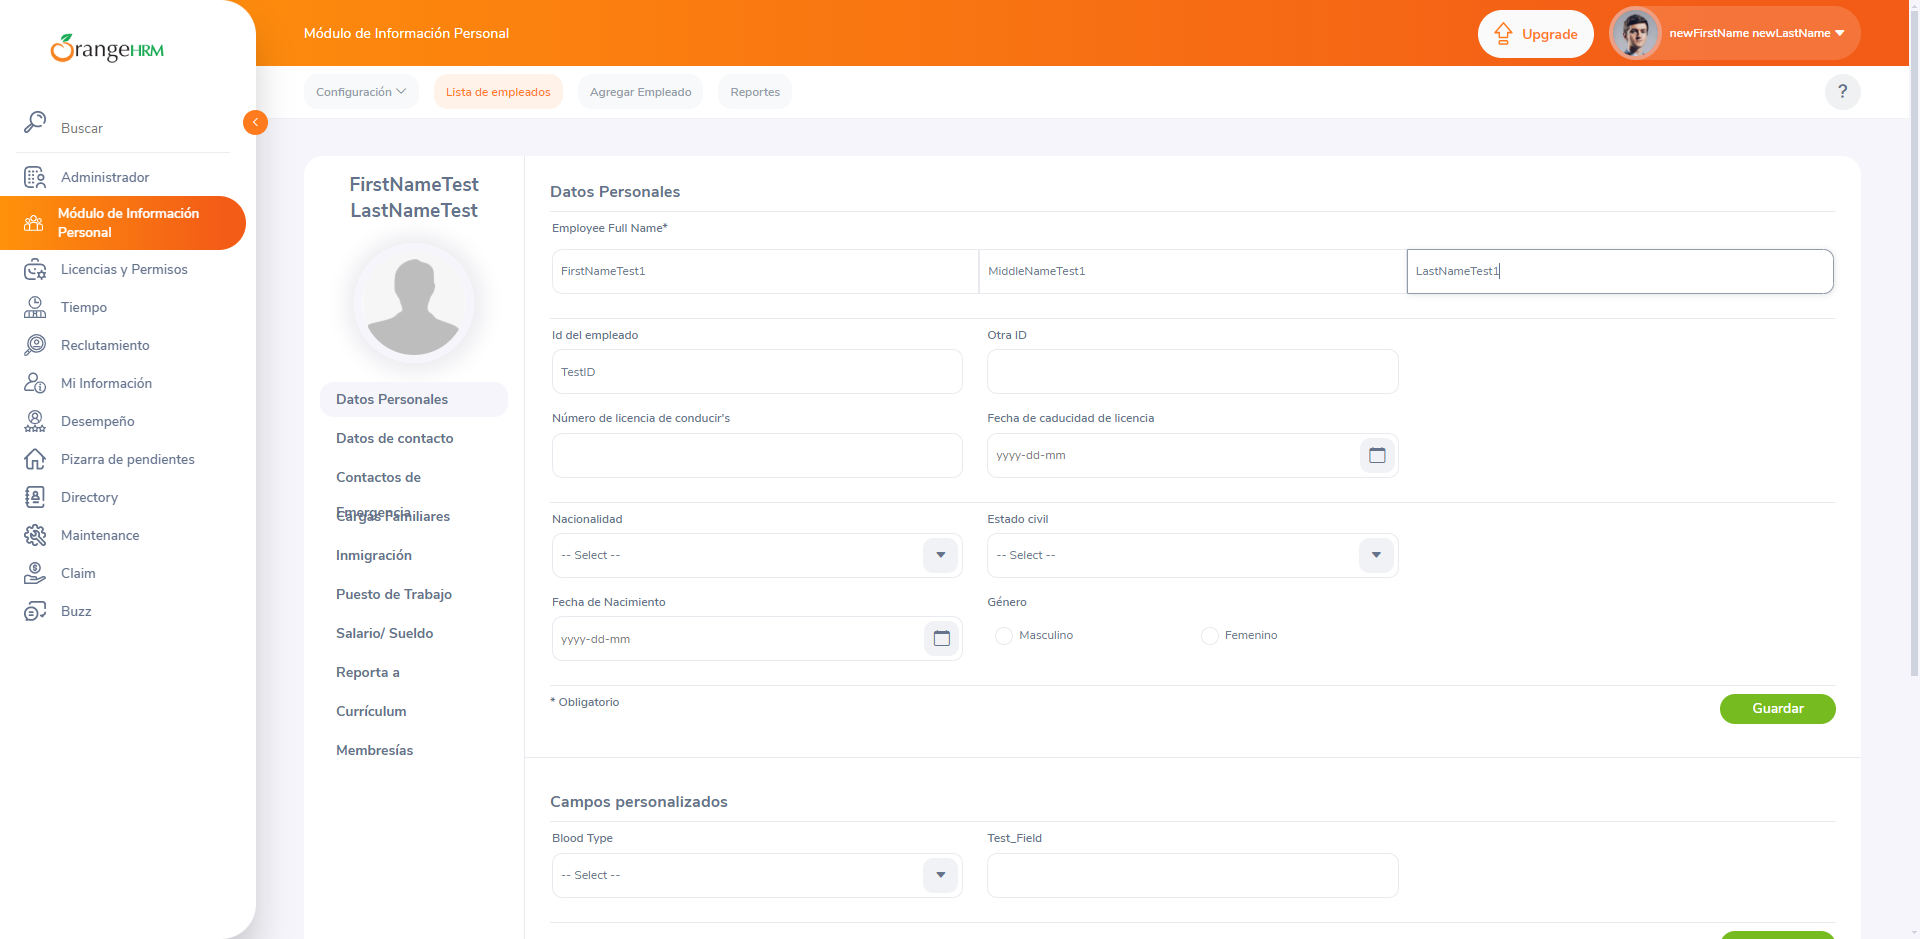 OrangeHRM
Buscar
Administrador
Módulo de Información
Personal
Licencias y Permisos
Tiempo
Reclutamiento
Mi Información
Desempeño
Pizarra de pendientes
Directory
Maintenance
Claim
Buzz
Módulo de Información Personal
Upgrade
newFirstName newLastName
Configuración
Lista de empleados
Agregar Empleado
Reportes
?
FirstNameTest
LastNameTest
Datos Personales
Datos de contacto
Contactos de
Emergencia
Cargas Familiares
Inmigración
Puesto de Trabajo
Salario/ Sueldo
Reporta a
Currículum
Membresías
Datos Personales
Employee Full Name*
FirstNameTest1
MiddleNameTest1
LastNameTest1
Id del empleado
Otra ID
TestID
Número de licencia de conducir's
Fecha de caducidad de licencia
yyyy-dd-mm
Nacionalidad
Estado civil
-- Select --
-- Select --
Fecha de Nacimiento
Género
yyyy-dd-mm
Masculino
Femenino
* Obligatorio
Guardar
Campos personalizados
Blood Type
Test_Field
-- Select --